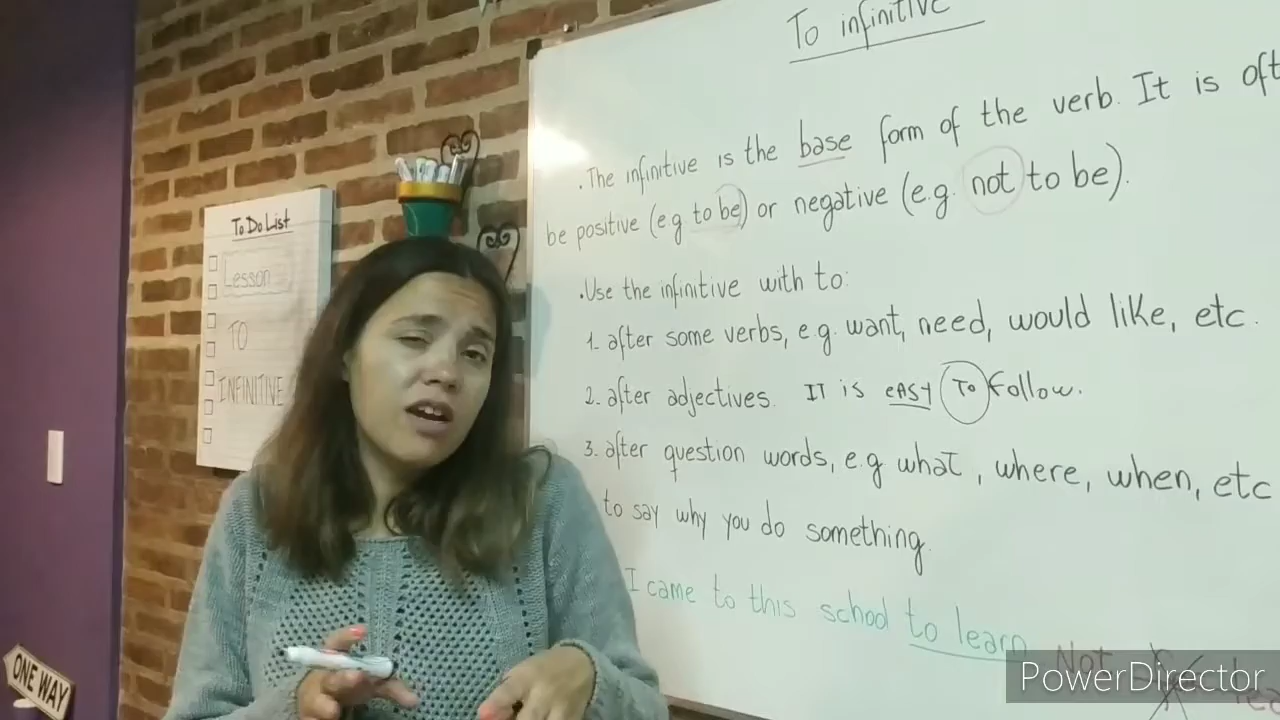 To infinitive
. The infinitive is the base form of the verb. It is oft
be positive (e.g to be) or negative (e.g. not to be).
. Use the infinitive with to:
1- after some verbs, e.g. want, need, would like, etc.
2- after adjectives. IT is eASY To Follow.
3- after question words, e.g what, where, when, etc
to say why you do something.
I came to this school to learn Not
To Do List
Lesson
TO
INFINITIVE
ONE WAY
PowerDirector